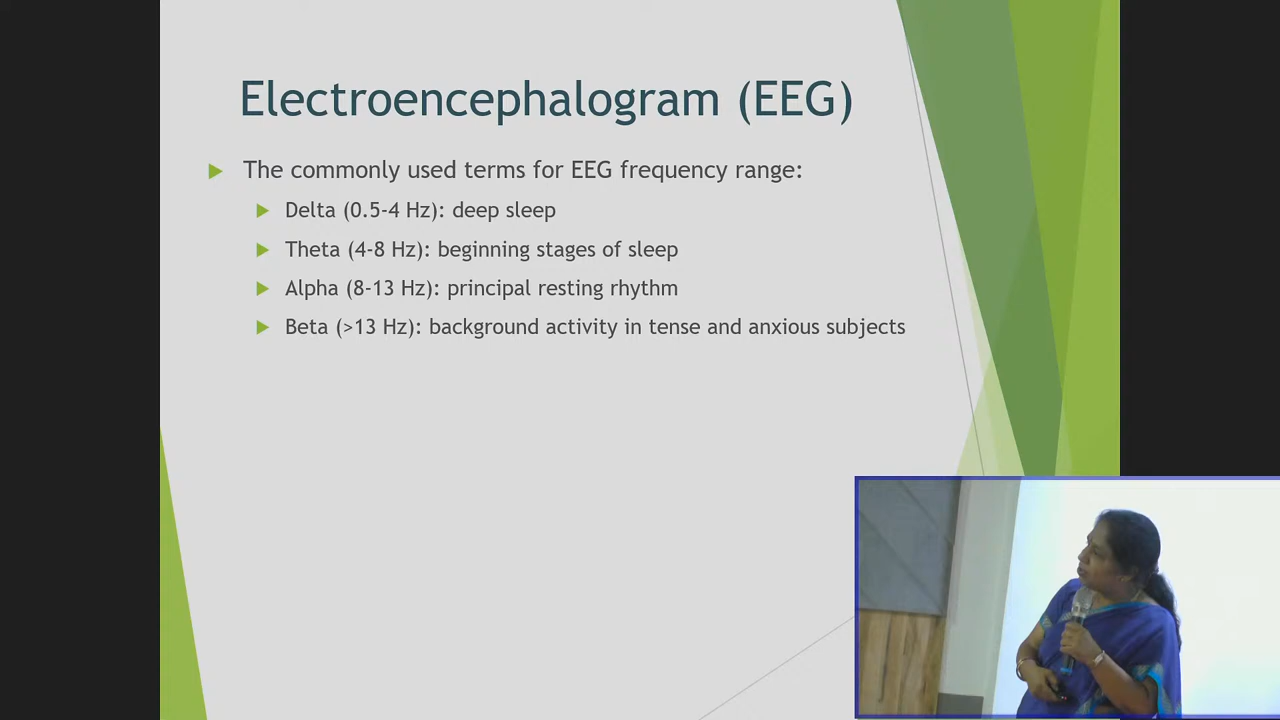 Electroencephalogram (EEG)
The commonly used terms for EEG frequency range:
Delta (0.5-4 Hz): deep sleep
Theta (4-8 Hz): beginning stages of sleep
Alpha (8-13 Hz): principal resting rhythm
Beta (>13 Hz): background activity in tense and anxious subjects